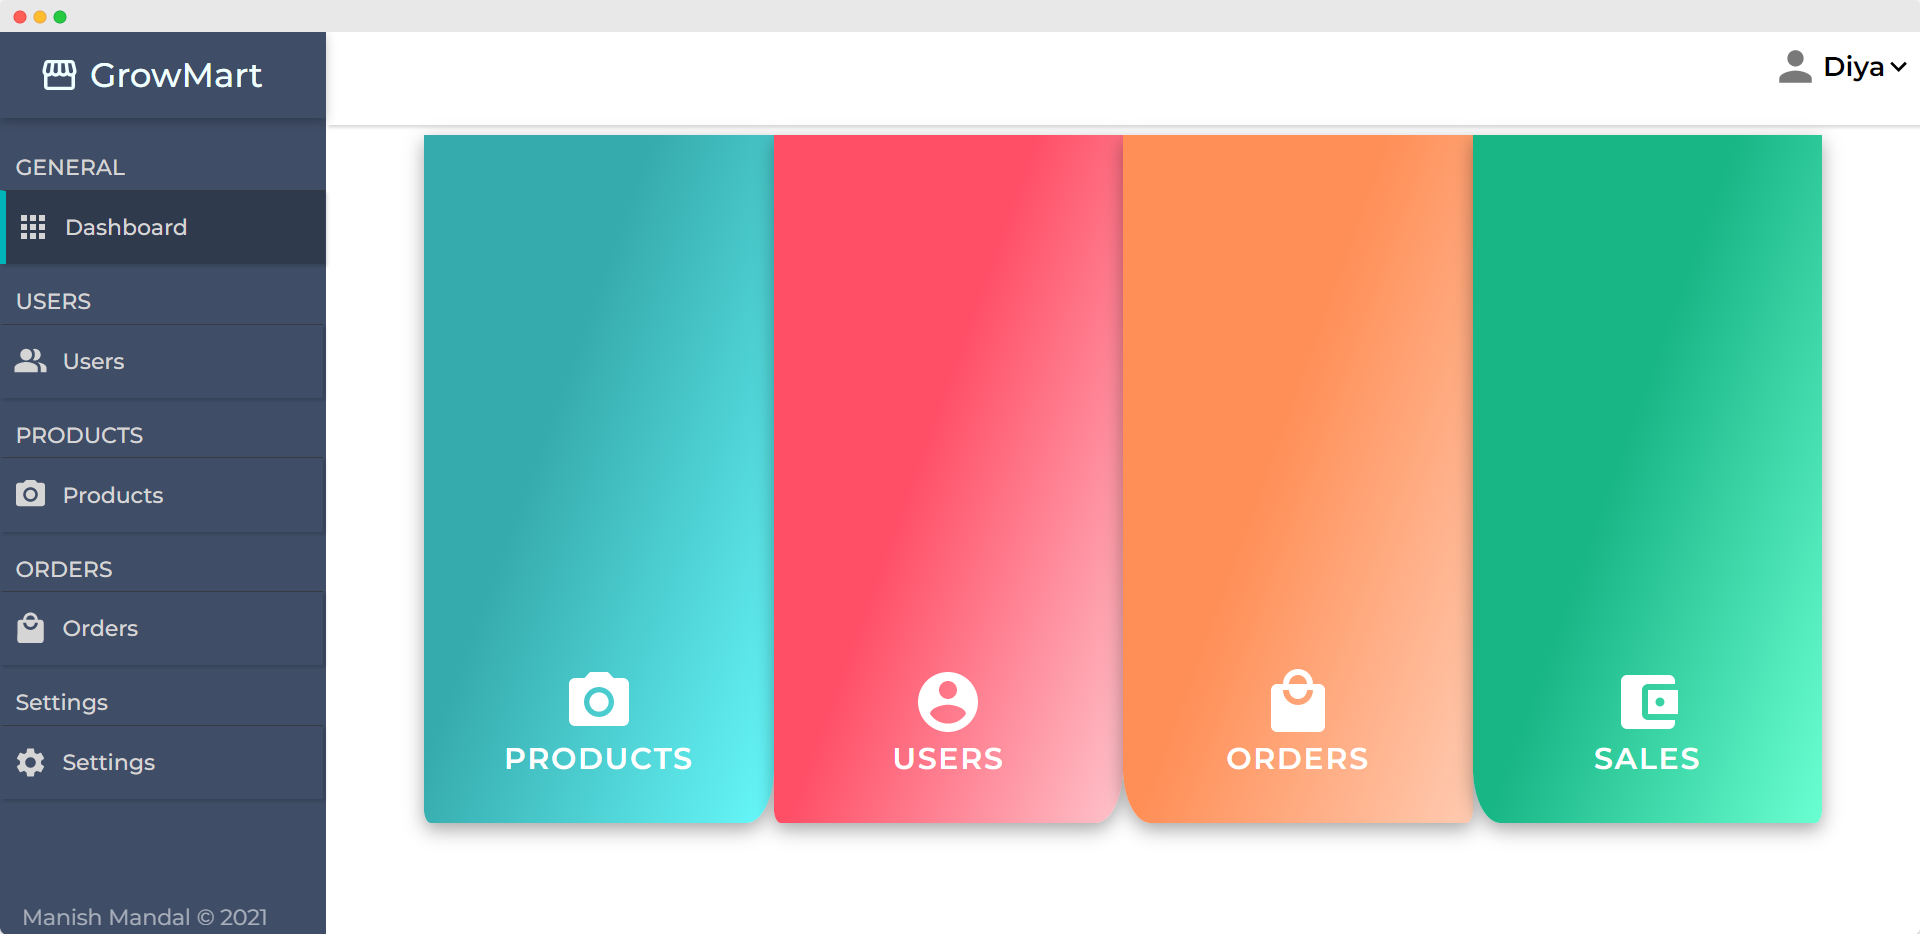 GrowMart
Diya
GENERAL
Dashboard
USERS
Users
PRODUCTS
Products
ORDERS
Orders
Settings
Settings
PRODUCTS
USERS
ORDERS
SALES
Manish Mandal © 2021